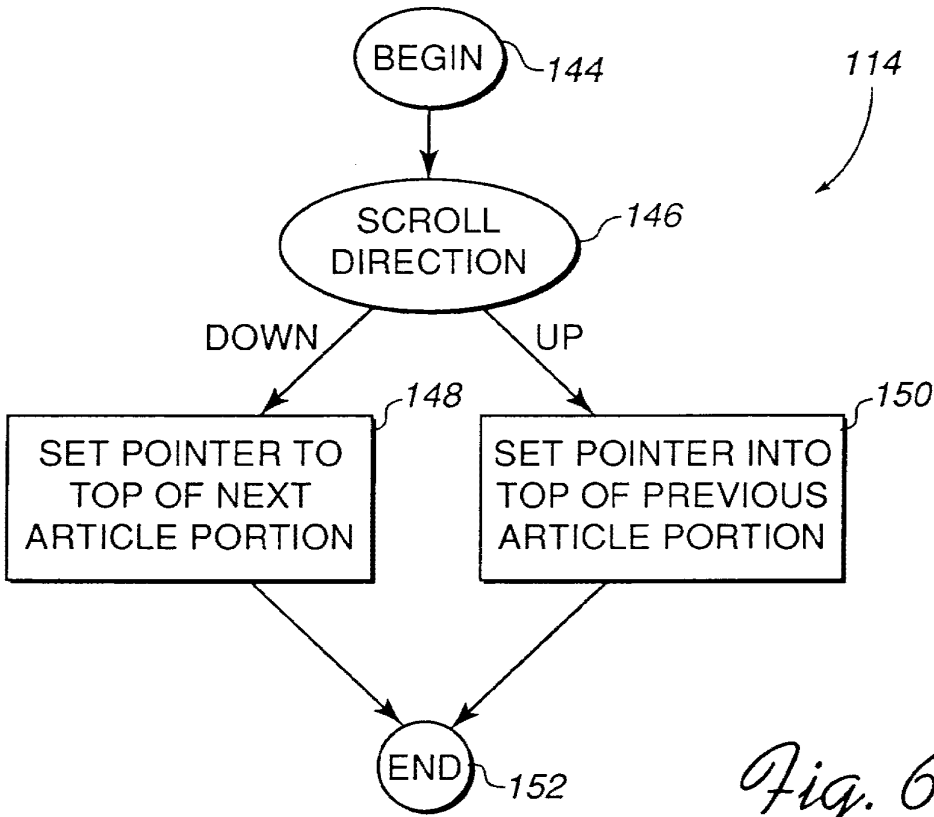 BEGIN
144
114
SCROLL
DIRECTION
146
DOWN
UP
148
150
SET POINTER TO
TOP OF NEXT
ARTICLE PORTION
SET POINTER INTO
TOP OF PREVIOUS
ARTICLE PORTION
END
152
Fig. 6